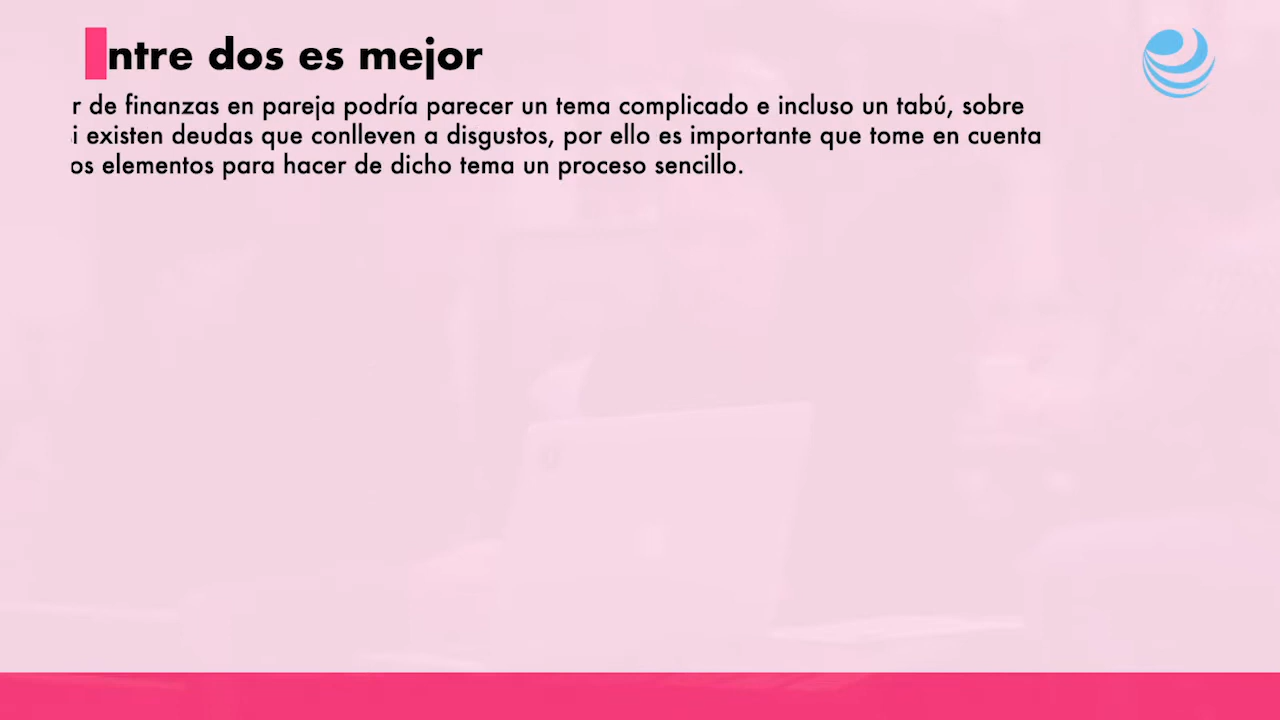 ntre dos es mejor
r de finanzas en pareja podría parecer un tema complicado e incluso un tabú, sobre
i existen deudas que conlleven a disgustos, por ello es importante que tome en cuenta
os elementos para hacer de dicho tema un proceso sencillo.